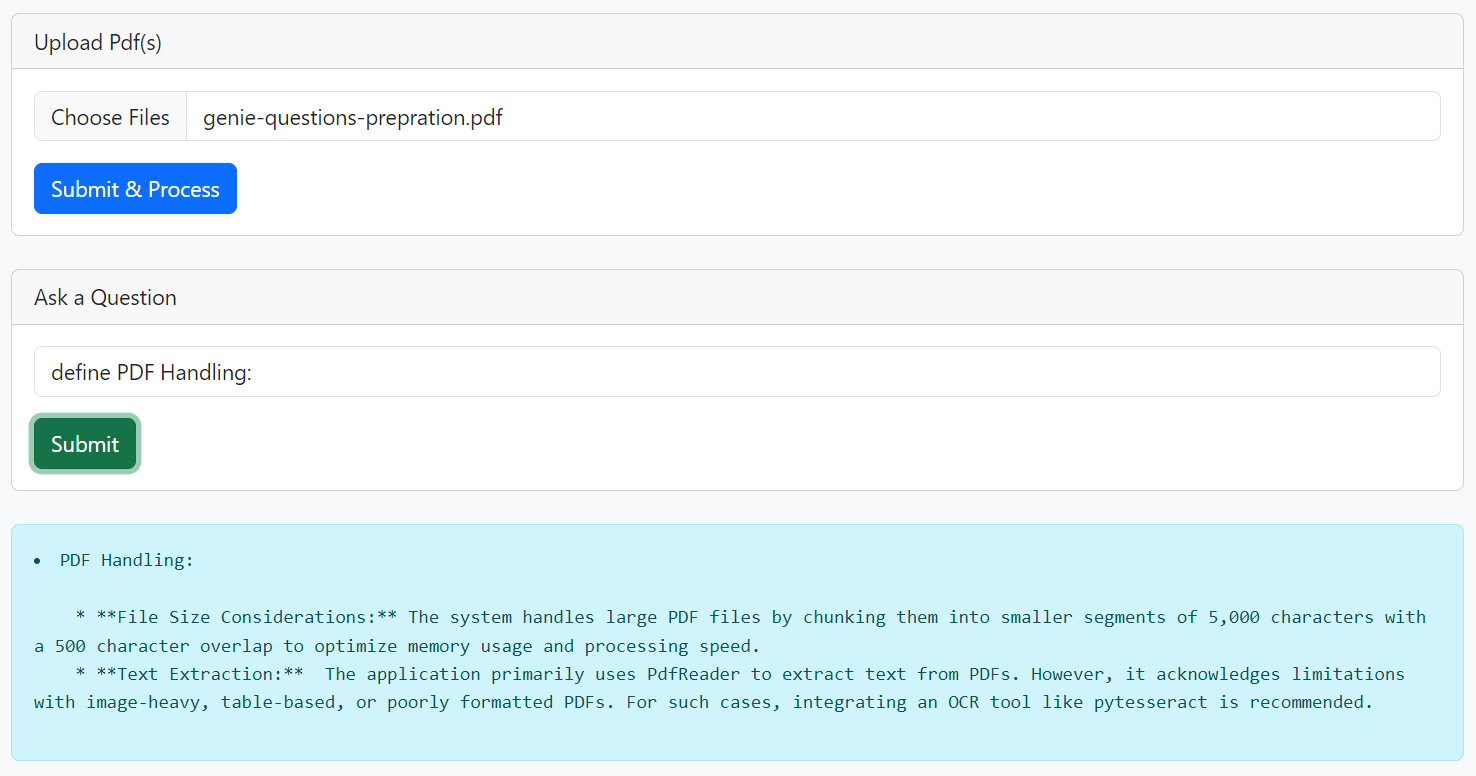 Upload Pdf(s)
Choose Files genie-questions-prepration.pdf
Submit & Process
Ask a Question
define PDF Handling:
Submit
• PDF Handling:
* **File Size Considerations:** The system handles large PDF files by chunking them into smaller segments of 5,000 characters with
a 500 character overlap to optimize memory usage and processing speed.
* **Text Extraction:**  The application primarily uses PdfReader to extract text from PDFs. However, it acknowledges limitations
with image-heavy, table-based, or poorly formatted PDFs. For such cases, integrating an OCR tool like pytesseract is recommended.